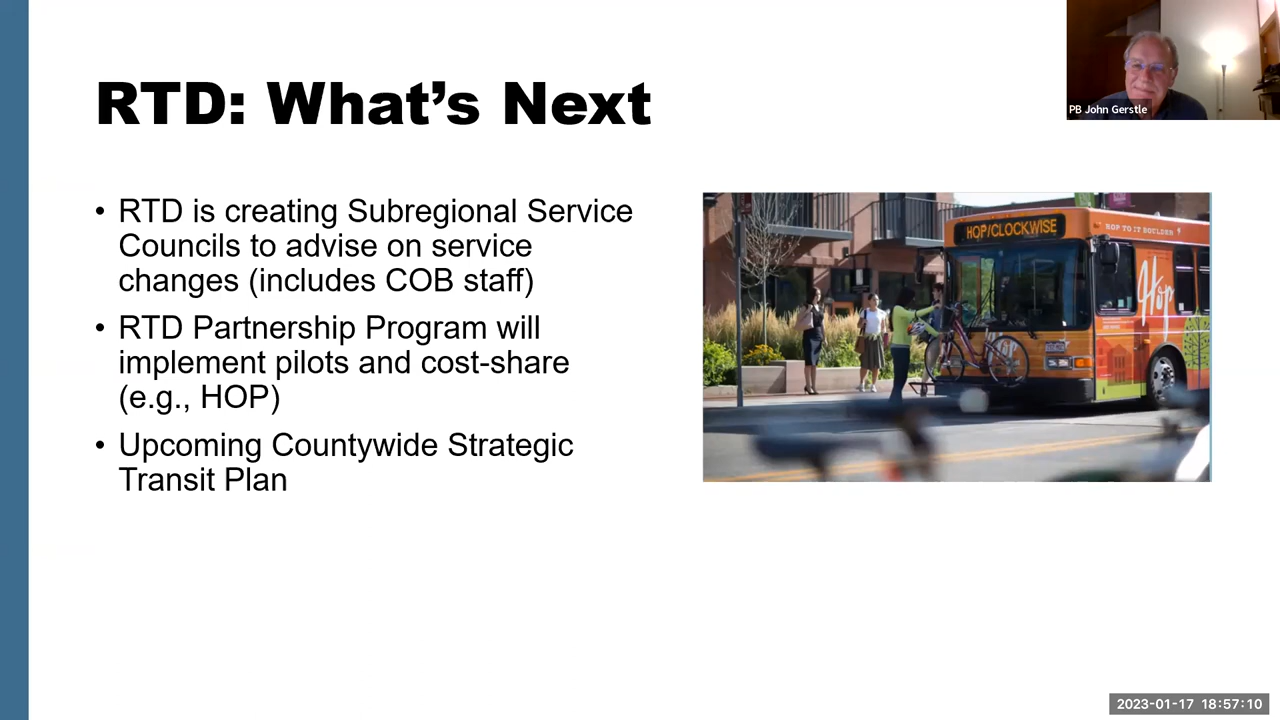 RTD: What's Next
PB John Gerstle
• RTD is creating Subregional Service
Councils to advise on service
changes (includes COB staff)
• RTD Partnership Program will
implement pilots and cost-share
(e.g., HOP)
• Upcoming Countywide Strategic
Transit Plan
HOP/CLOCKWISE
HOP TO IT BOULDER
Hop
2023-01-17 18:57:10